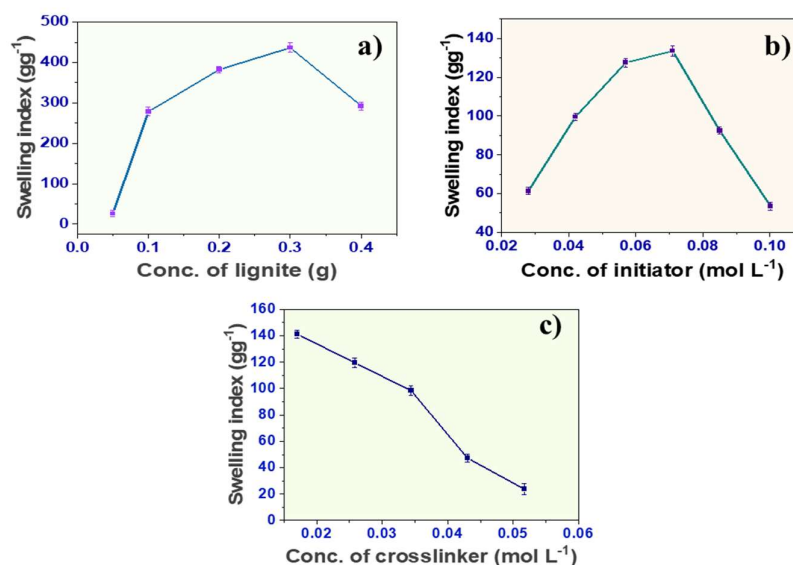 a)
Swelling index (gg⁻¹)
500
400
300
200
100
0
0.0 0.1 0.2 0.3 0.4
Conc. of lignite (g)
b)
Swelling index (gg⁻¹)
140
120
100
80
60
40
0.02 0.04 0.06 0.08 0.10
Conc. of initiator (mol L⁻¹)
c)
Swelling index (gg⁻¹)
160
140
120
100
80
60
40
20
0
0.02 0.03 0.04 0.05 0.06
Conc. of crosslinker (mol L⁻¹)